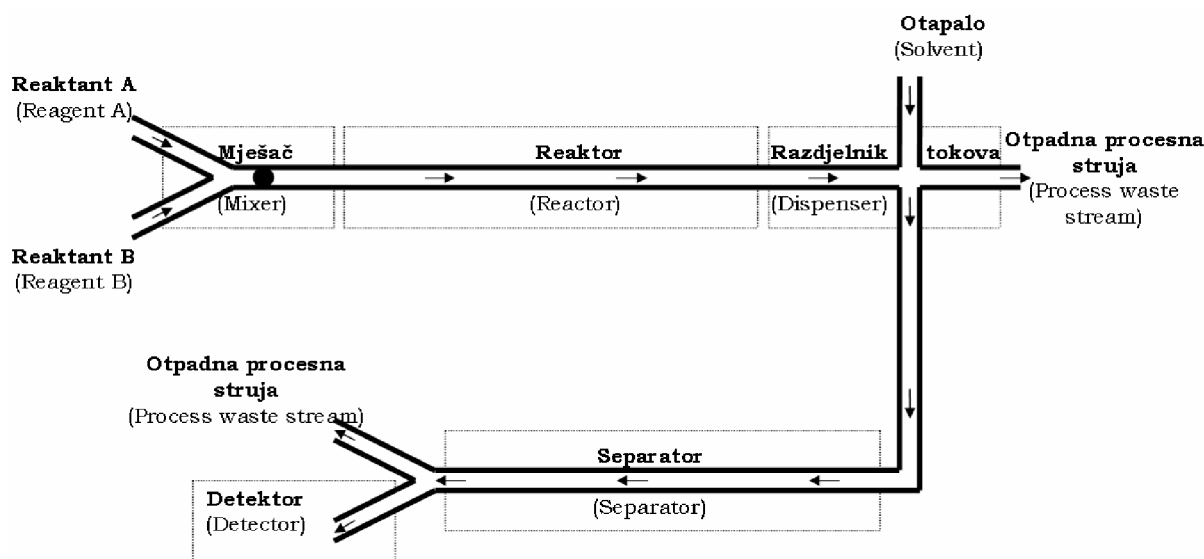 Otapalo
(Solvent)
Reaktant A
(Reagent A)
Mješač
(Mixer)
Reaktor
(Reactor)
Razdjelnik tokova
(Dispenser)
Otpadna procesna
struja
(Process waste
stream)
Reaktant B
(Reagent B)
Otpadna procesna
struja
(Process waste stream)
Separator
(Separator)
Detektor
(Detector)